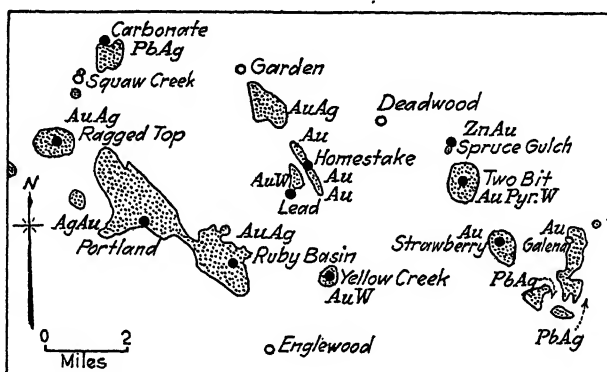 Carbonate
PbAg
Squaw Creek
Garden
AuAg
Deadwood
AuAg
Ragged Top
Au
Homestake
Au
Au
AuW
Lead
ZnAu
Spruce Gulch
Two Bit
Au Pyr. W
N
AgAu
Portland
AuAg
Ruby Basin
Yellow Creek
AuW
Au
Strawberry
Au
Galena
PbAg
PbAg
0 2
Miles
Englewood